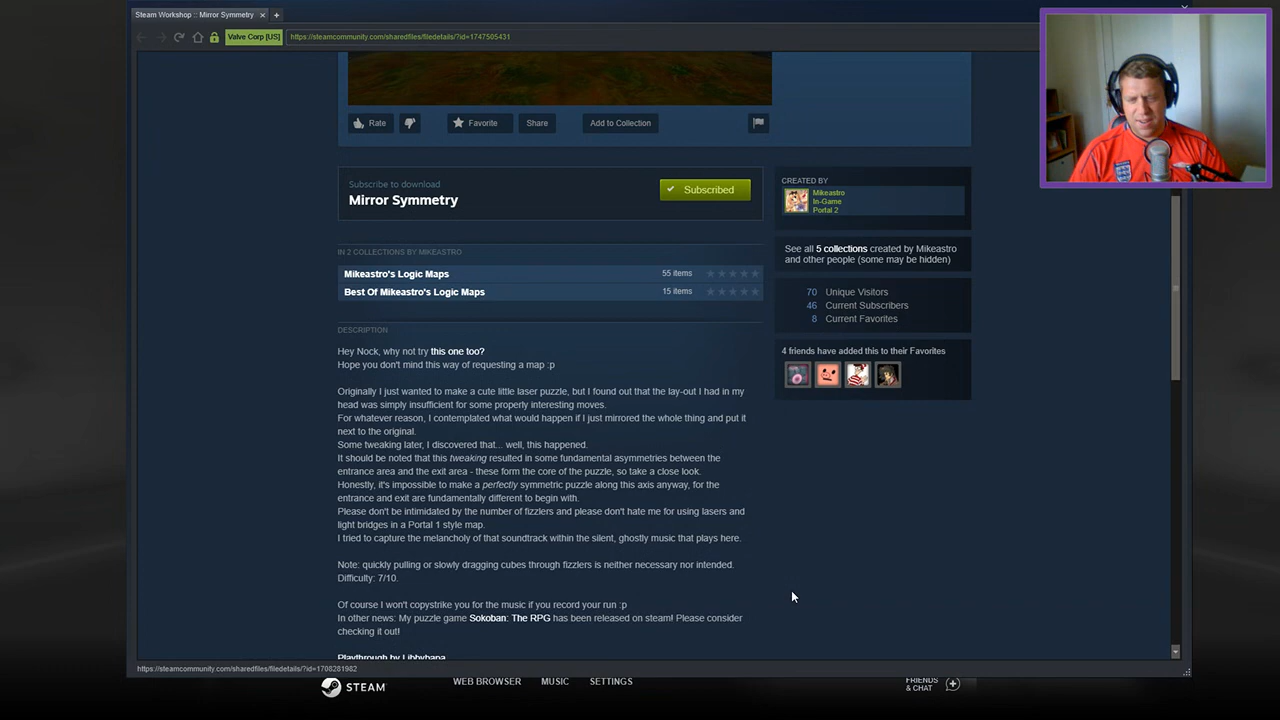 Steam Workshop :: Mirror Symmetry
Valve Corp [US]
https://steamcommunity.com/sharedfiles/filedetails/?id=1747505431
Rate
Favorite
Share
Add to Collection
Subscribe to download
Mirror Symmetry
Subscribed
CREATED BY
Mikeastro
In-Game
Portal 2
IN 2 COLLECTIONS BY MIKEASTRO
Mikeastro's Logic Maps 55 items
Best Of Mikeastro's Logic Maps 15 items
See all 5 collections created by Mikeastro
and other people (some may be hidden)
70 Unique Visitors
46 Current Subscribers
8 Current Favorites
4 friends have added this to their Favorites
DESCRIPTION
Hey Nock, why not try this one too?
Hope you don't mind this way of requesting a map :p
Originally I just wanted to make a cute little laser puzzle, but I found out that the lay-out I had in my
head was simply insufficient for some properly interesting moves.
For whatever reason, I contemplated what would happen if I just mirrored the whole thing and put it
next to the original.
Some tweaking later, I discovered that... well, this happened.
It should be noted that this tweaking resulted in some fundamental asymmetries between the
entrance area and the exit area - these form the core of the puzzle, so take a close look.
Honestly, it's impossible to make a perfectly symmetric puzzle along this axis anyway, for the
entrance and exit are fundamentally different to begin with.
Please don't be intimidated by the number of fizzlers and please don't hate me for using lasers and
light bridges in a Portal 1 style map.
I tried to capture the melancholy of that soundtrack within the silent, ghostly music that plays here.
Note: quickly pulling or slowly dragging cubes through fizzlers is neither necessary nor intended.
Difficulty: 7/10.
Of course I won't copystrike you for the music if you record your run :p
In other news: My puzzle game Sokoban: The RPG has been released on steam! Please consider
checking it out!
Playthrough by Libbybapa
https://steamcommunity.com/sharedfiles/filedetails/?id=1708281982
STEAM
WEB BROWSER
MUSIC
SETTINGS
FRIENDS
& CHAT